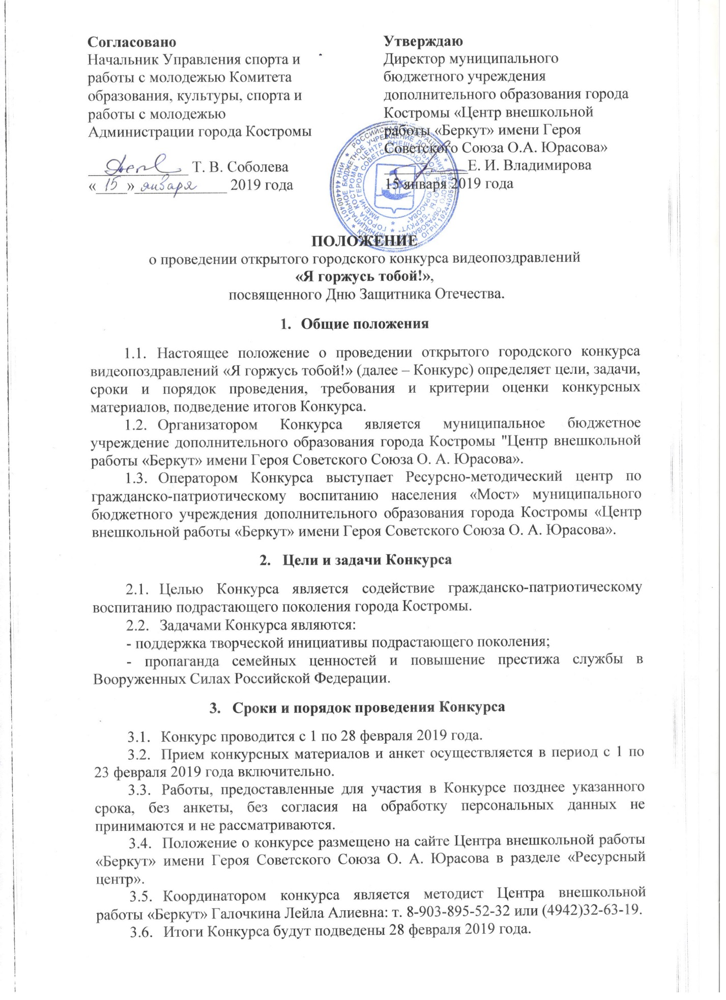 Согласовано
Начальник Управления спорта и
работы с молодежью Комитета
образования, культуры, спорта и
работы с молодежью
Администрации города Костромы
Т. В. Соболева
«15» января 2019 года
Утверждаю
Директор муниципального
бюджетного учреждения
дополнительного образования города
Костромы «Центр внешкольной
работы «Беркут» имени Героя
Советского Союза О.А. Юрасова»
Е. И. Владимирова
15 января 2019 года
ПОЛОЖЕНИЕ
о проведении открытого городского конкурса видеопоздравлений
«Я горжусь тобой!»,
посвященного Дню Защитника Отечества.
1. Общие положения
1.1. Настоящее положение о проведении открытого городского конкурса
видеопоздравлений «Я горжусь тобой!» (далее – Конкурс) определяет цели, задачи,
сроки и порядок проведения, требования и критерии оценки конкурсных
материалов, подведение итогов Конкурса.
1.2. Организатором Конкурса является муниципальное бюджетное
учреждение дополнительного образования города Костромы "Центр внешкольной
работы «Беркут» имени Героя Советского Союза О. А. Юрасова».
1.3. Оператором Конкурса выступает Ресурсно-методический центр по
гражданско-патриотическому воспитанию населения «Мост» муниципального
бюджетного учреждения дополнительного образования города Костромы «Центр
внешкольной работы «Беркут» имени Героя Советского Союза О. А. Юрасова».
2. Цели и задачи Конкурса
2.1. Целью Конкурса является содействие гражданско-патриотическому
воспитанию подрастающего поколения города Костромы.
2.2. Задачами Конкурса являются:
- поддержка творческой инициативы подрастающего поколения;
- пропаганда семейных ценностей и повышение престижа службы в
Вооруженных Силах Российской Федерации.
3. Сроки и порядок проведения Конкурса
3.1. Конкурс проводится с 1 по 28 февраля 2019 года.
3.2. Прием конкурсных материалов и анкет осуществляется в период с 1 по
23 февраля 2019 года включительно.
3.3. Работы, предоставленные для участия в Конкурсе позднее указанного
срока, без анкеты, без согласия на обработку персональных данных не
принимаются и не рассматриваются.
3.4. Положение о конкурсе размещено на сайте Центра внешкольной работы
«Беркут» имени Героя Советского Союза О. А. Юрасова в разделе «Ресурсный
центр».
3.5. Координатором конкурса является методист Центра внешкольной
работы «Беркут» Галочкина Лейла Алиевна: т. 8-903-895-52-32 или (4942)32-63-19.
3.6. Итоги Конкурса будут подведены 28 февраля 2019 года.